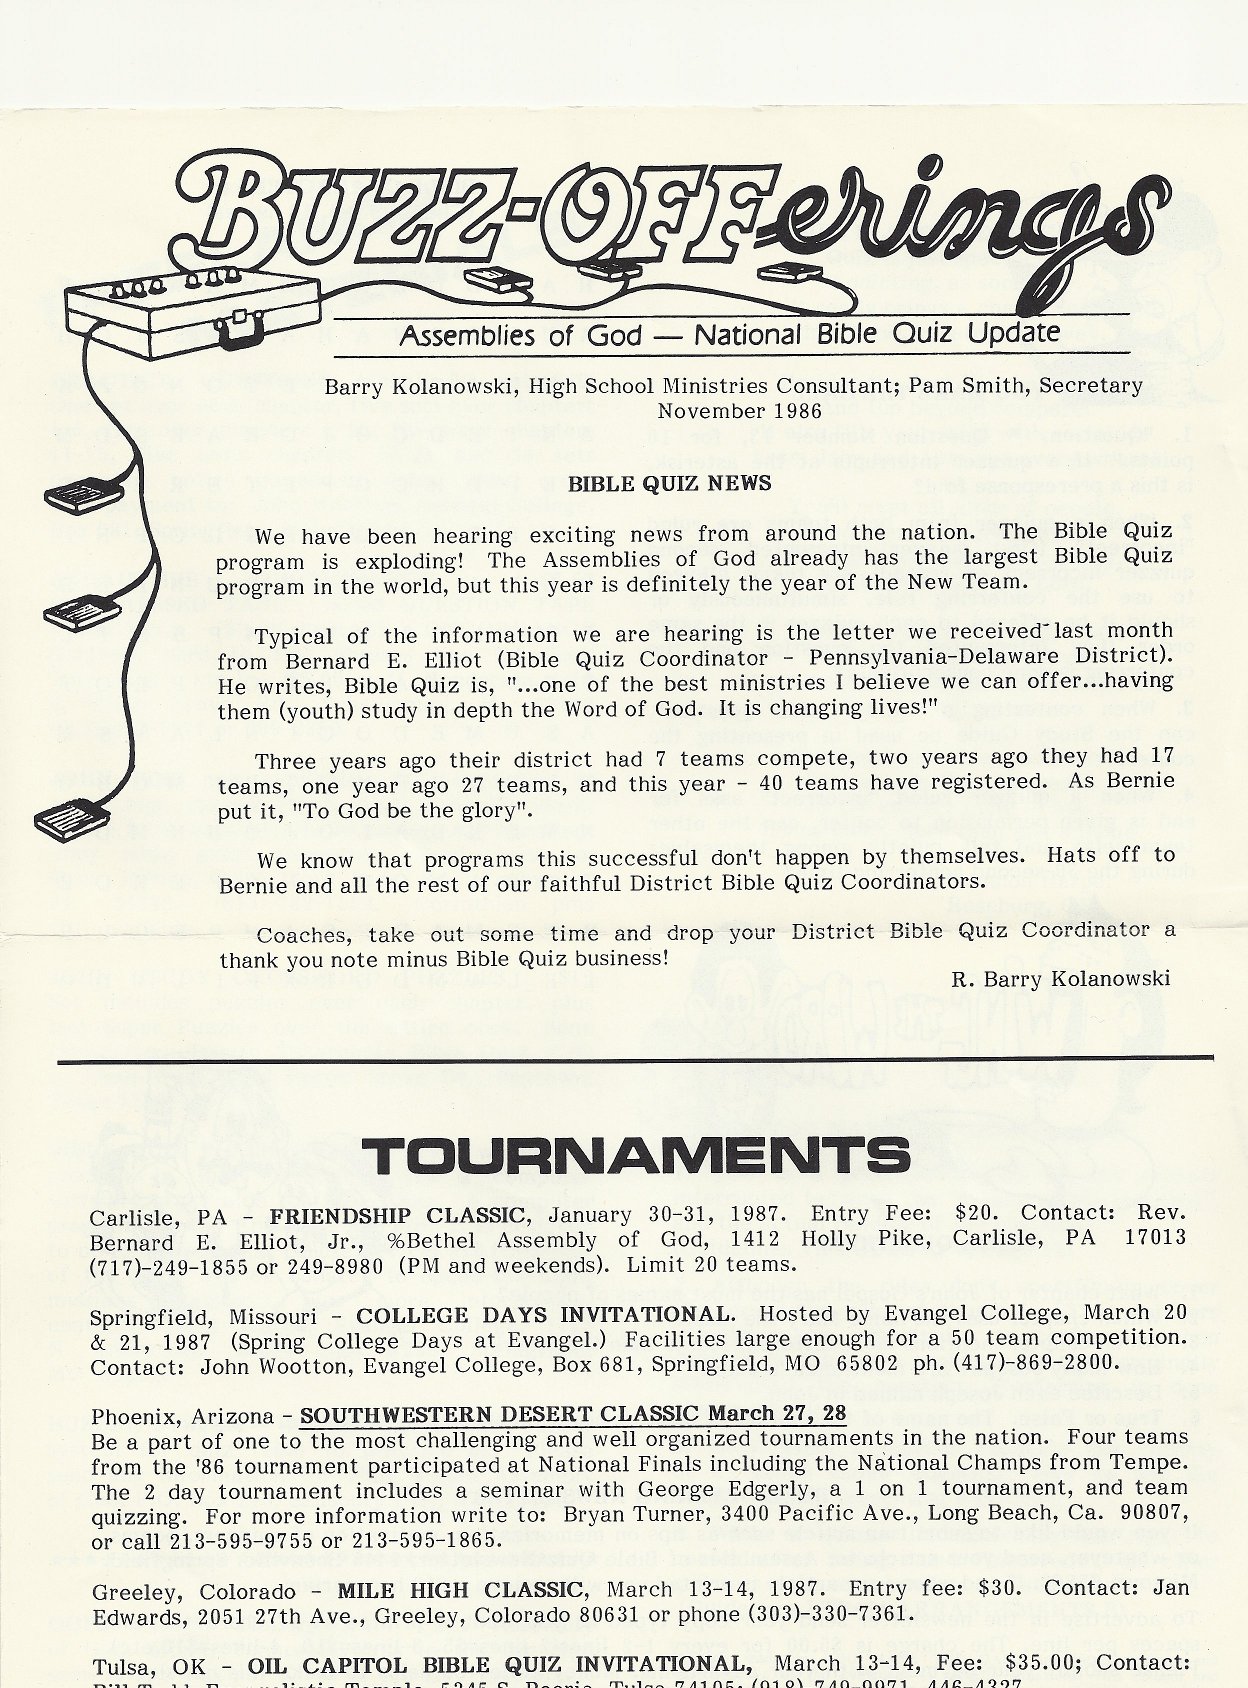 BUZZ-OFFerings
Assemblies of God — National Bible Quiz Update
Barry Kolanowski, High School Ministries Consultant; Pam Smith, Secretary
November 1986
BIBLE QUIZ NEWS
We have been hearing exciting news from around the nation. The Bible Quiz
program is exploding! The Assemblies of God already has the largest Bible Quiz
program in the world, but this year is definitely the year of the New Team.
Typical of the information we are hearing is the letter we received last month
from Bernard E. Elliot (Bible Quiz Coordinator - Pennsylvania-Delaware District).
He writes, Bible Quiz is, "...one of the best ministries I believe we can offer...having
them (youth) study in depth the Word of God. It is changing lives!"
Three years ago their district had 7 teams compete, two years ago they had 17
teams, one year ago 27 teams, and this year - 40 teams have registered. As Bernie
put it, "To God be the glory".
We know that programs this successful don't happen by themselves. Hats off to
Bernie and all the rest of our faithful District Bible Quiz Coordinators.
Coaches, take out some time and drop your District Bible Quiz Coordinator a
thank you note minus Bible Quiz business!
R. Barry Kolanowski
TOURNAMENTS
Carlisle, PA - FRIENDSHIP CLASSIC, January 30-31, 1987. Entry Fee: $20. Contact: Rev.
Bernard E. Elliot, Jr., %Bethel Assembly of God, 1412 Holly Pike, Carlisle, PA 17013
(717)-249-1855 or 249-8980 (PM and weekends). Limit 20 teams.
Springfield, Missouri - COLLEGE DAYS INVITATIONAL. Hosted by Evangel College, March 20
& 21, 1987 (Spring College Days at Evangel.) Facilities large enough for a 50 team competition.
Contact: John Wootton, Evangel College, Box 681, Springfield, MO 65802 ph. (417)-869-2800.
Phoenix, Arizona - SOUTHWESTERN DESERT CLASSIC March 27, 28
Be a part of one to the most challenging and well organized tournaments in the nation. Four teams
from the '86 tournament participated at National Finals including the National Champs from Tempe.
The 2 day tournament includes a seminar with George Edgerly, a 1 on 1 tournament, and team
quizzing. For more information write to: Bryan Turner, 3400 Pacific Ave., Long Beach, Ca. 90807,
or call 213-595-9755 or 213-595-1865.
Greeley, Colorado - MILE HIGH CLASSIC, March 13-14, 1987. Entry fee: $30. Contact: Jan
Edwards, 2051 27th Ave., Greeley, Colorado 80631 or phone (303)-330-7361.
Tulsa, OK - OIL CAPITOL BIBLE QUIZ INVITATIONAL, March 13-14, Fee: $35.00; Contact: